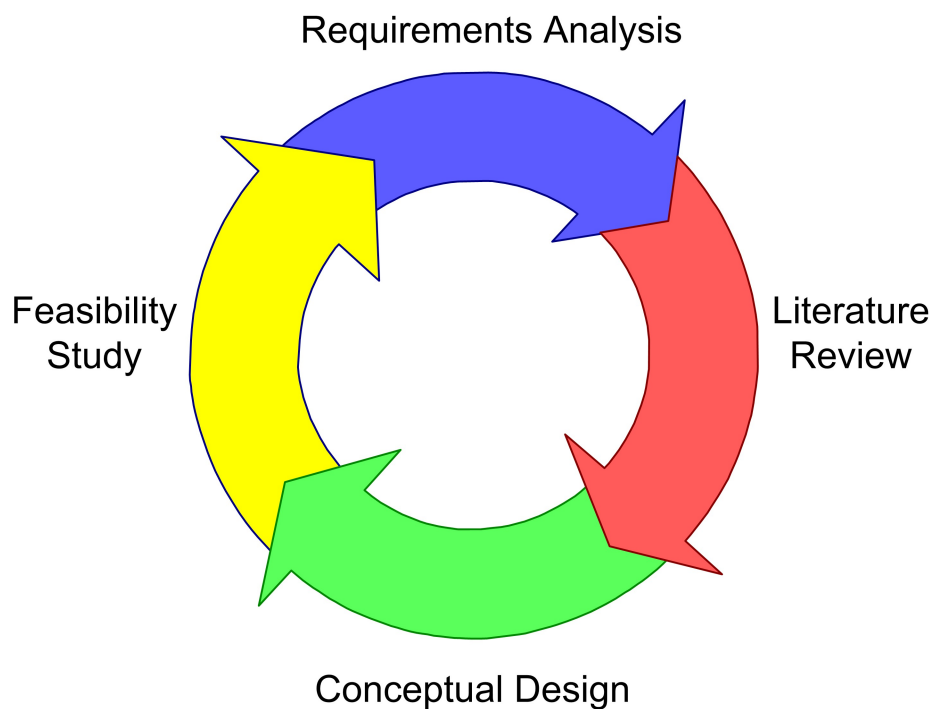 Requirements Analysis
Feasibility
Study
Literature
Review
Conceptual Design